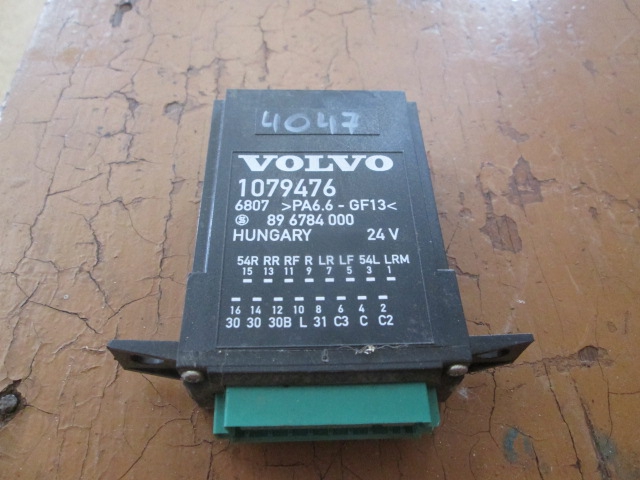 4047
VOLVO
1079476
6807 >PA6.6 - GF13<
S 89 6784 000
HUNGARY 24 V
54R RR RF R LR LF 54L LRM
15 13 11 9 7 5 3 1
16 14 12 10 8 6 4 2
30 30 30B L 31 C3 C C2